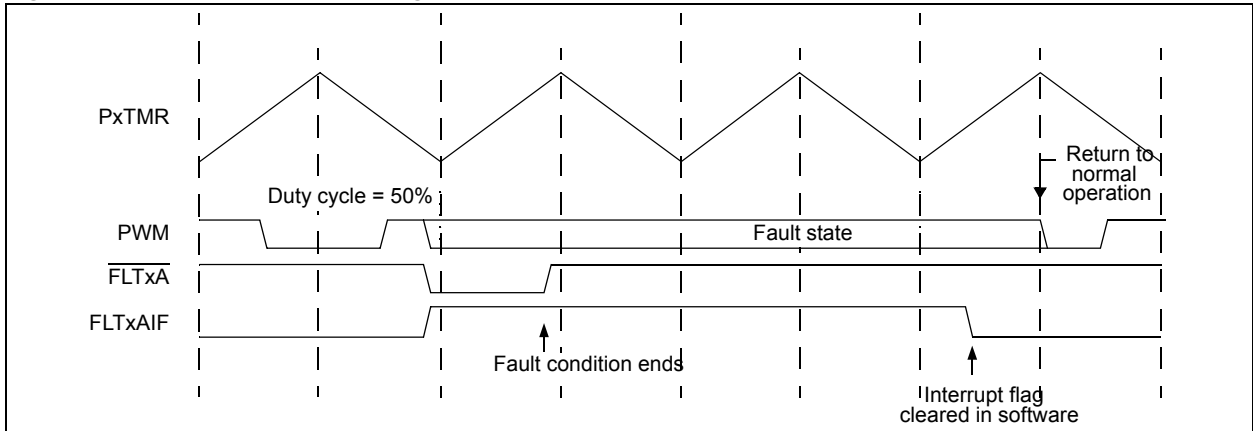 PxTMR
Return to
normal
operation
Duty cycle = 50%
PWM
Fault state
FLTxA
FLTxAIF
Fault condition ends
Interrupt flag
cleared in software